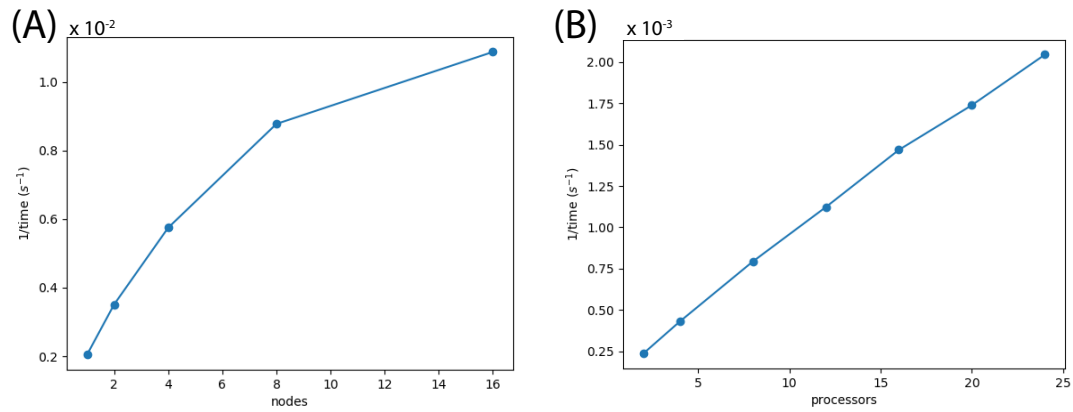 (A)
x 10⁻²
1.0
0.8
0.6
0.4
0.2
1/time (s⁻¹)
2 4 6 8 10 12 14 16
nodes
(B)
x 10⁻³
2.00
1.75
1.50
1.25
1.00
0.75
0.50
0.25
1/time (s⁻¹)
5 10 15 20 25
processors